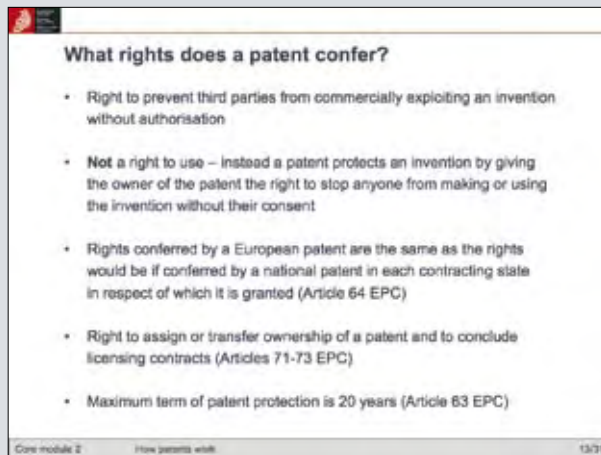 What rights does a patent confer?
• Right to prevent third parties from commercially exploiting an invention
without authorisation
• Not a right to use – instead a patent protects an invention by giving
the owner of the patent the right to stop anyone from making or using
the invention without their consent
• Rights conferred by a European patent are the same as the rights
would be if conferred by a national patent in each contracting state
in respect of which it is granted (Article 64 EPC)
• Right to assign or transfer ownership of a patent and to conclude
licensing contracts (Articles 71-73 EPC)
• Maximum term of patent protection is 20 years (Article 63 EPC)
Core module 2 How patents work 13/31